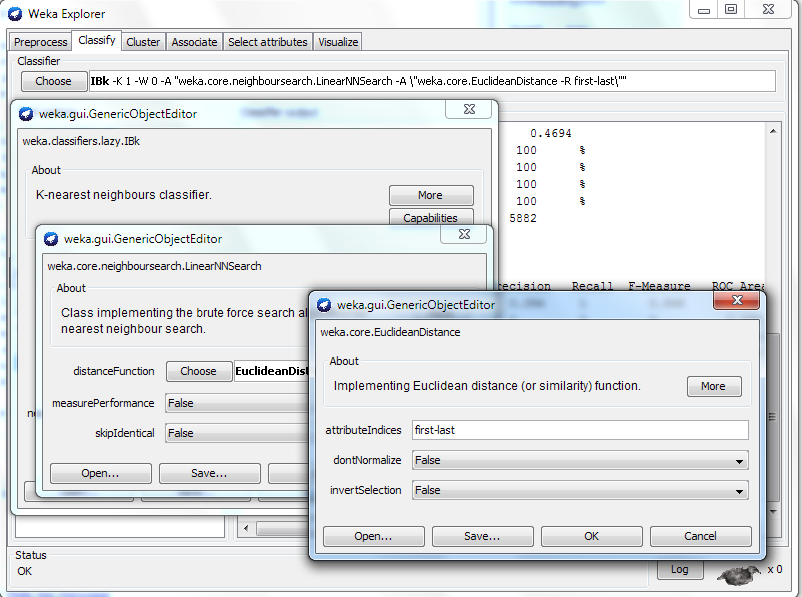 Weka Explorer
Preprocess Classify Cluster Associate Select attributes Visualize
Classifier
Choose IBk -K 1 -W 0 -A "weka.core.neighboursearch.LinearNNSearch -A \"weka.core.EuclideanDistance -R first-last\""
weka.gui.GenericObjectEditor
weka.classifiers.lazy.IBk
About
K-nearest neighbours classifier.
More
Capabilities
0.4694
100 %
100 %
100 %
100 %
5882
ecision Recall F-Measure ROC Area
weka.gui.GenericObjectEditor
weka.core.neighboursearch.LinearNNSearch
About
Class implementing the brute force search al
nearest neighbour search.
distanceFunction Choose EuclideanDist
measurePerformance False
skipIdentical False
Open... Save...
weka.gui.GenericObjectEditor
weka.core.EuclideanDistance
About
Implementing Euclidean distance (or similarity) function.
More
attributeIndices first-last
dontNormalize False
invertSelection False
Open... Save... OK Cancel
Status
OK
Log x 0